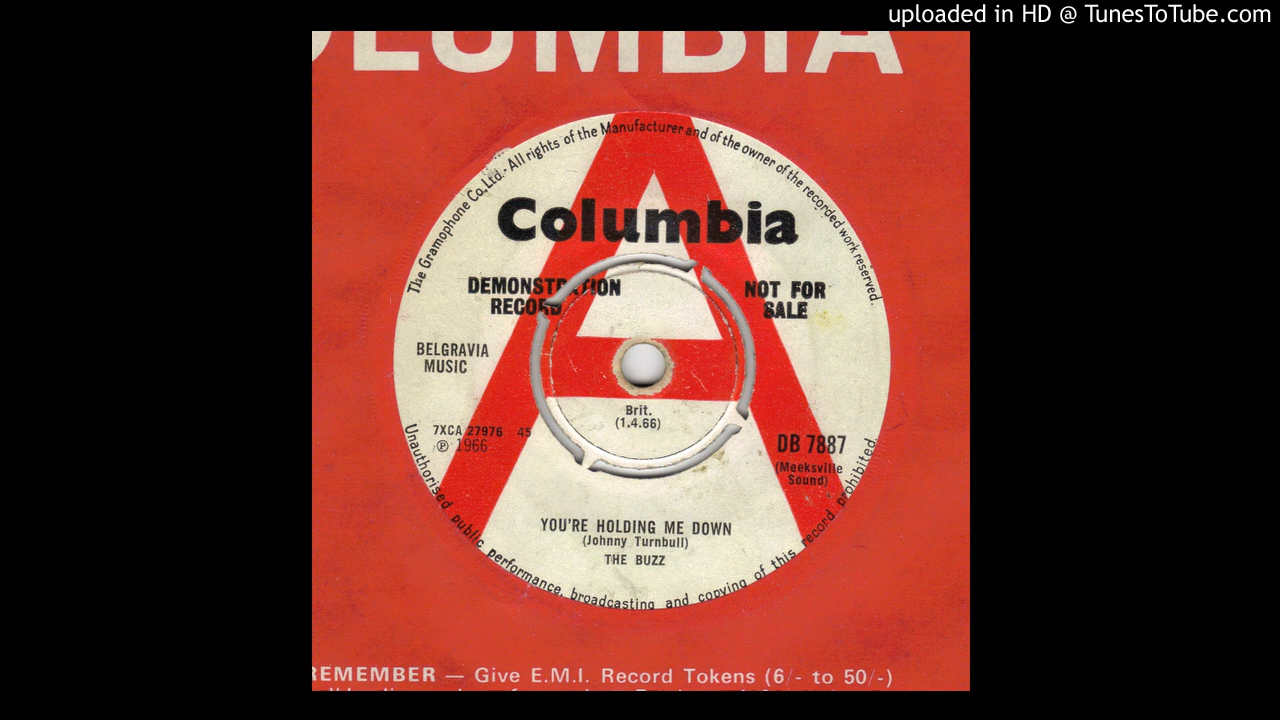 uploaded in HD @ TunesToTube.com
OLUMBIA
The Gramophone Co., Ltd. · All rights of the Manufacturer and of the owner of the recorded work reserved.
Columbia
DEMONSTRATION
RECORD
NOT FOR
SALE
BELGRAVIA
MUSIC
Brit.
(1.4.66)
7XCA 27976 45
℗ 1966
DB 7887
(Meeksville
Sound)
YOU'RE HOLDING ME DOWN
(Johnny Turnbull)
THE BUZZ
Unauthorised public performance, broadcasting and copying of this record prohibited.
REMEMBER — Give E.M.I. Record Tokens (6/- to 50/-)